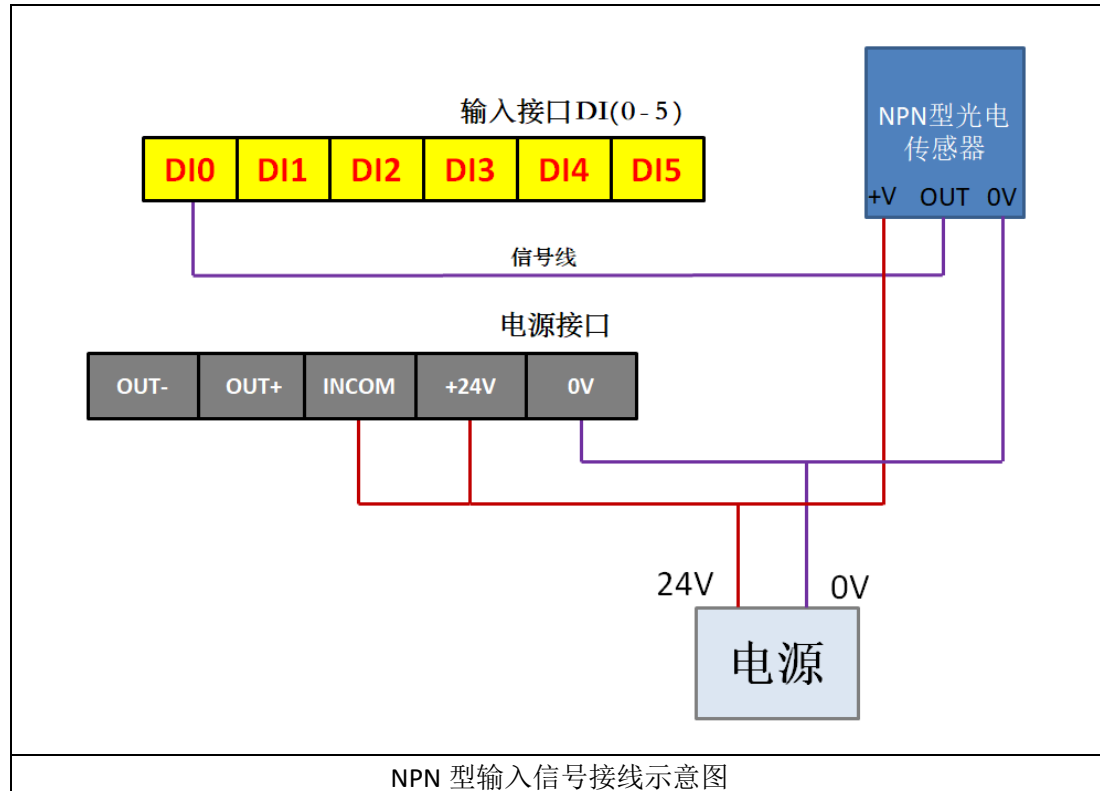 输入接口DI(0-5)
DI0 DI1 DI2 DI3 DI4 DI5
NPN型光电
传感器
+V OUT 0V
信号线
电源接口
OUT- OUT+ INCOM +24V 0V
24V 0V
电源
NPN 型输入信号接线示意图